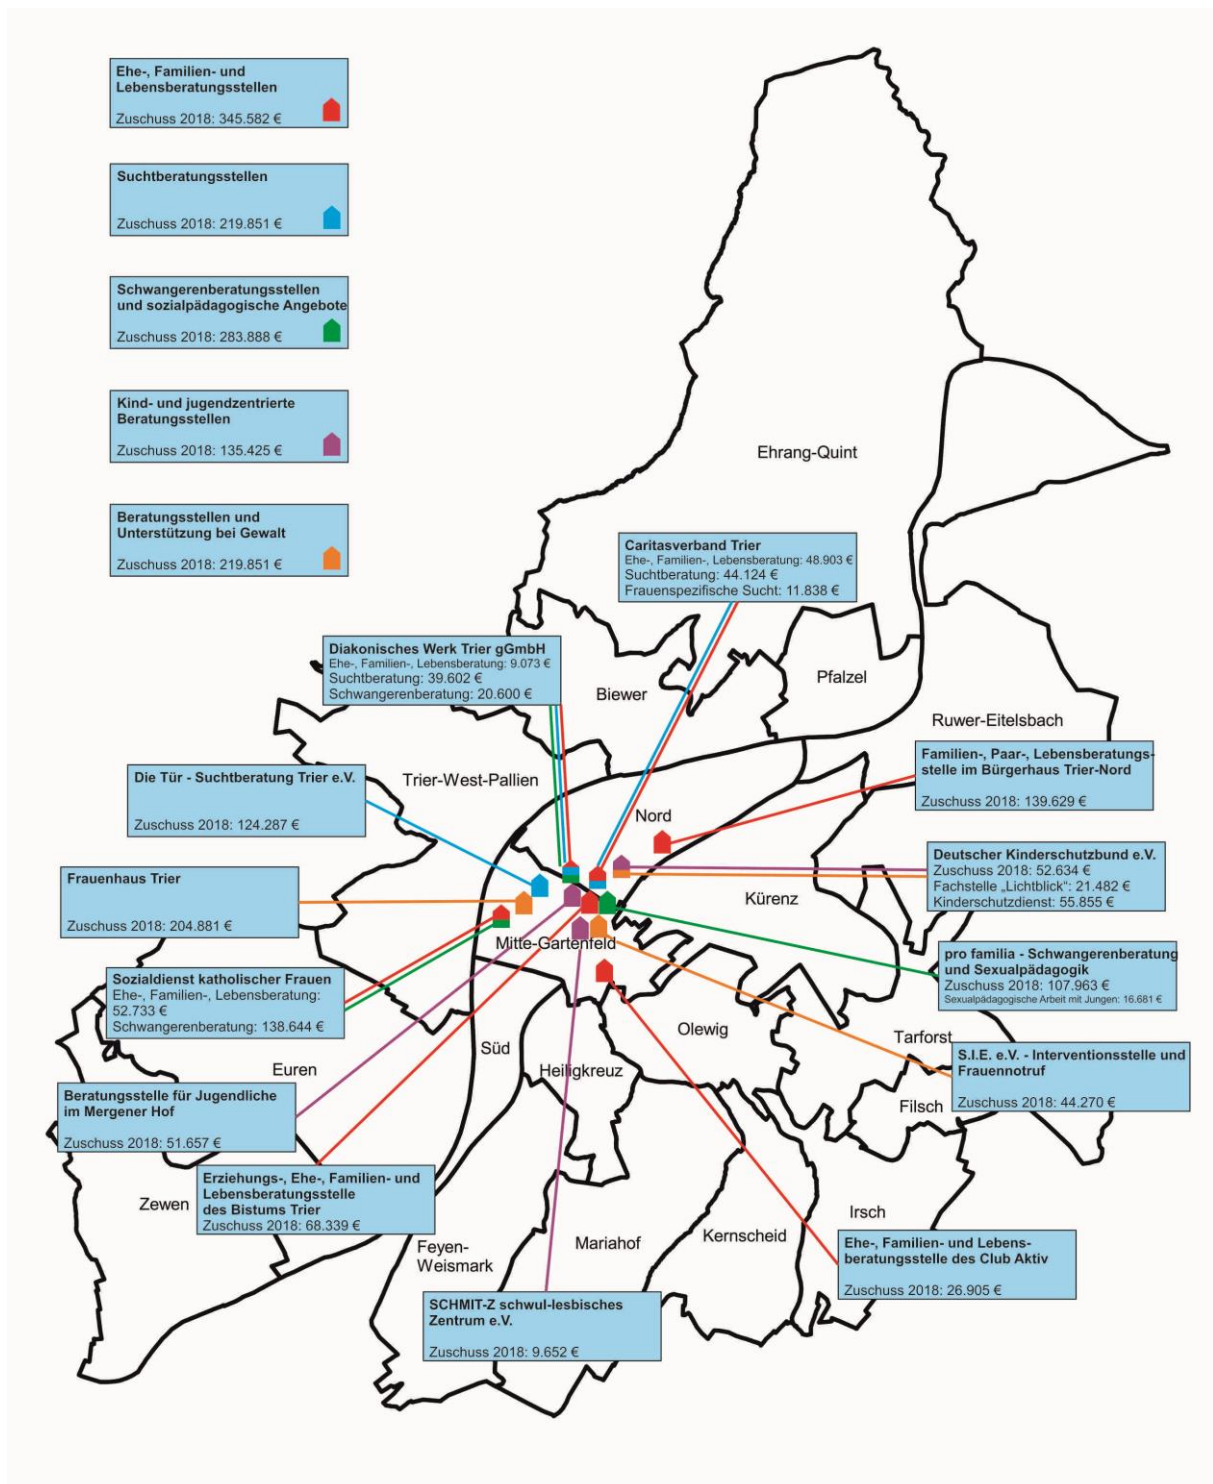 Ehe-, Familien- und
Lebensberatungsstellen
Zuschuss 2018: 345.582 €
Suchtberatungsstellen
Zuschuss 2018: 219.851 €
Schwangerenberatungsstellen
und sozialpädagogische Angebote
Zuschuss 2018: 283.888 €
Kind- und jugendzentrierte
Beratungsstellen
Zuschuss 2018: 135.425 €
Beratungsstellen und
Unterstützung bei Gewalt
Zuschuss 2018: 219.851 €
Ehrang-Quint
Caritasverband Trier
Ehe-, Familien-, Lebensberatung: 48.903 €
Suchtberatung: 44.124 €
Frauenspezifische Sucht: 11.838 €
Diakonisches Werk Trier gGmbH
Ehe-, Familien-, Lebensberatung: 9.073 €
Suchtberatung: 39.602 €
Schwangerenberatung: 20.600 €
Biewer
Pfalzel
Ruwer-Eitelsbach
Familien-, Paar-, Lebensberatungs-
stelle im Bürgerhaus Trier-Nord
Zuschuss 2018: 139.629 €
Trier-West-Pallien
Die Tür - Suchtberatung Trier e.V.
Zuschuss 2018: 124.287 €
Nord
Deutscher Kinderschutzbund e.V.
Zuschuss 2018: 52.634 €
Fachstelle „Lichtblick“: 21.482 €
Kinderschutzdienst: 55.855 €
Frauenhaus Trier
Zuschuss 2018: 204.881 €
Kürenz
Mitte-Gartenfeld
pro familia - Schwangerenberatung
und Sexualpädagogik
Zuschuss 2018: 107.963 €
Sexualpädagogische Arbeit mit Jungen: 16.681 €
Sozialdienst katholischer Frauen
Ehe-, Familien-, Lebensberatung:
52.733 €
Schwangerenberatung: 138.644 €
Olewig
Tarforst
Süd
Euren
Heiligkreuz
S.I.E. e.V. - Interventionsstelle und
Frauennotruf
Zuschuss 2018: 44.270 €
Filsch
Beratungsstelle für Jugendliche
im Mergener Hof
Zuschuss 2018: 51.657 €
Erziehungs-, Ehe-, Familien- und
Lebensberatungsstelle
des Bistums Trier
Zuschuss 2018: 68.339 €
Zewen
Irsch
Feyen-
Weismark
Mariahof
Kernscheid
Ehe-, Familien- und Lebens-
beratungsstelle des Club Aktiv
Zuschuss 2018: 26.905 €
SCHMIT-Z schwul-lesbisches
Zentrum e.V.
Zuschuss 2018: 9.652 €